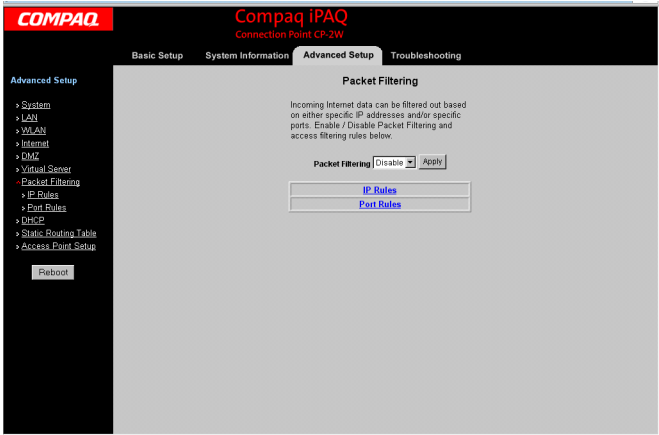 COMPAQ
Compaq iPAQ
Connection Point CP-2W
Basic Setup System Information Advanced Setup Troubleshooting
Advanced Setup
System
LAN
WLAN
Internet
DMZ
Virtual Server
Packet Filtering
IP Rules
Port Rules
DHCP
Static Routing Table
Access Point Setup
Reboot
Packet Filtering
Incoming Internet data can be filtered out based
on either specific IP addresses and/or specific
ports. Enable / Disable Packet Filtering and
access filtering rules below.
Packet Filtering Disable Apply
IP Rules
Port Rules